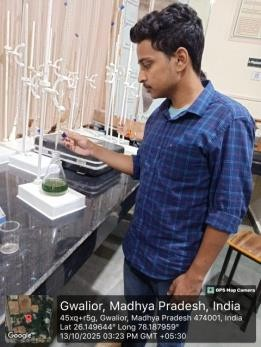 GPS Map Camera
Gwalior, Madhya Pradesh, India
45xq+r5g, Gwalior, Madhya Pradesh 474001, India
Lat 26.149644° Long 78.187959°
13/10/2025 03:23 PM GMT +05:30
Google